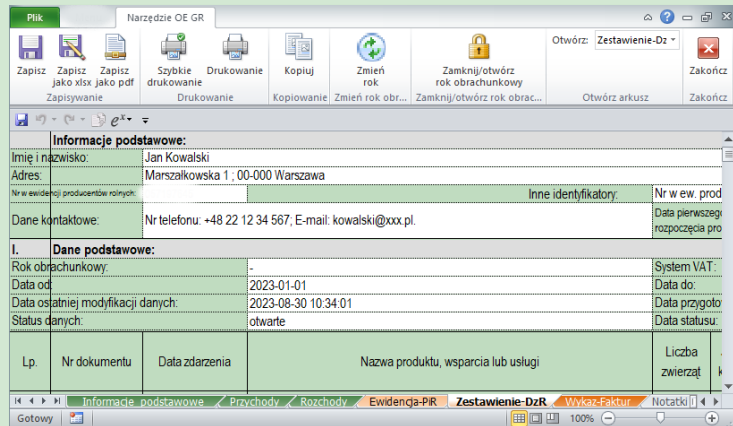 Plik Narzędzie OE GR
Zapisz Zapisz jako xlsx Zapisz jako pdf Szybkie drukowanie Drukowanie Kopiuj Zmień rok Zamknij/otwórz rok obrachunkowy Otwórz: Zestawienie-Dz Zakończ
Zapisywanie Drukowanie Kopiowanie Zmień rok obr... Zamknij/otwórz rok obrac... Otwórz arkusz Zakończ
Informacje podstawowe:
Imię i nazwisko: Jan Kowalski
Adres: Marszałkowska 1 ; 00-000 Warszawa
Nr w ewidencji producentów rolnych: Inne identyfikatory: Nr w ew. prod
Dane kontaktowe: Nr telefonu: +48 22 12 34 567; E-mail: kowalski@xxx.pl. Data pierwszego
rozpoczęcia pro
I. Dane podstawowe:
Rok obrachunkowy: - System VAT:
Data od: 2023-01-01 Data do:
Data ostatniej modyfikacji danych: 2023-08-30 10:34:01 Data przygoto
Status danych: otwarte Data statusu:
Lp. Nr dokumentu Data zdarzenia Nazwa produktu, wsparcia lub usługi Liczba zwierząt
Informacje podstawowe Przychody Rozchody Ewidencja-PiR Zestawienie-DzR Wykaz-Faktur Notatki
Gotowy 100%